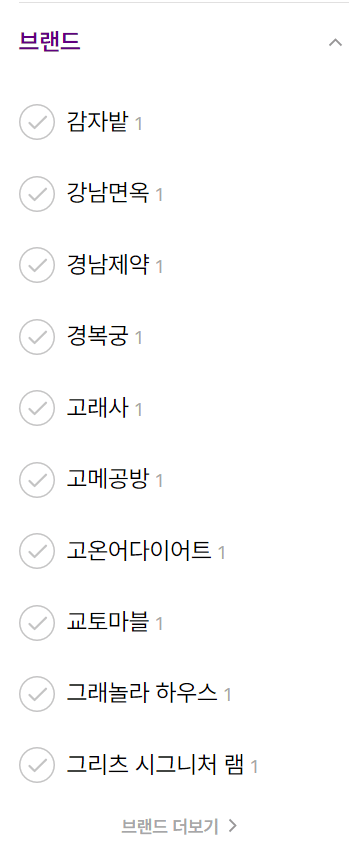 브랜드
감자밭 1
강남면옥 1
경남제약 1
경복궁 1
고래사 1
고메공방 1
고온어다이어트 1
교토마블 1
그래놀라 하우스 1
그리츠 시그니처 램 1
브랜드 더보기